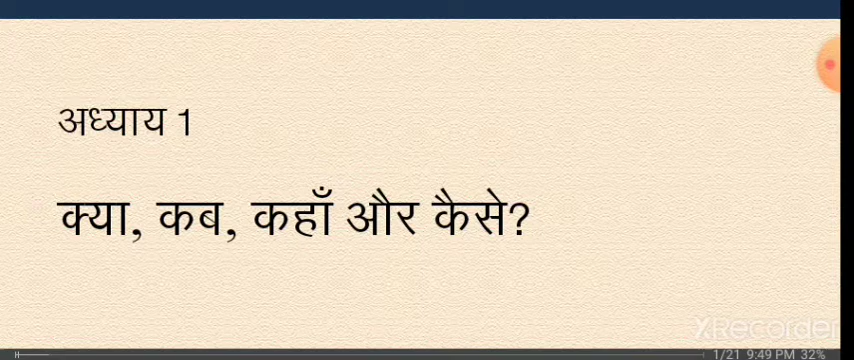 अध्याय 1
क्या, कब, कहाँ और कैसे?
XRecorder
1/21 9:49 PM 32%